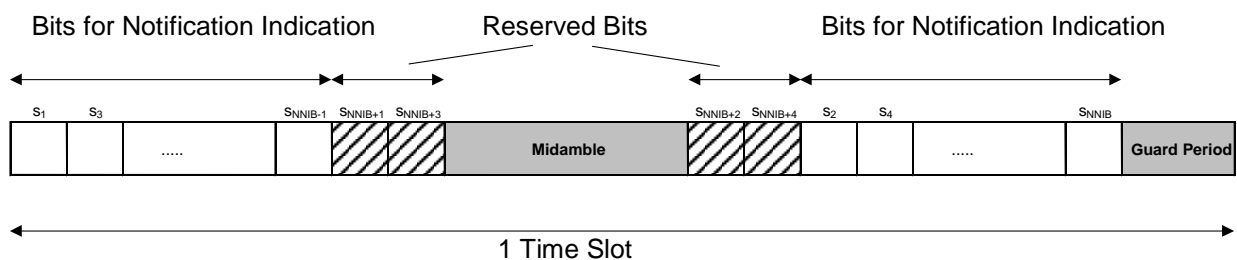 Bits for Notification Indication Reserved Bits Bits for Notification Indication
s1 s3 sNNIB-1 sNNIB+1 sNNIB+3 sNNIB+2 sNNIB+4 s2 s4 sNNIB
..... Midamble ..... Guard Period
1 Time Slot